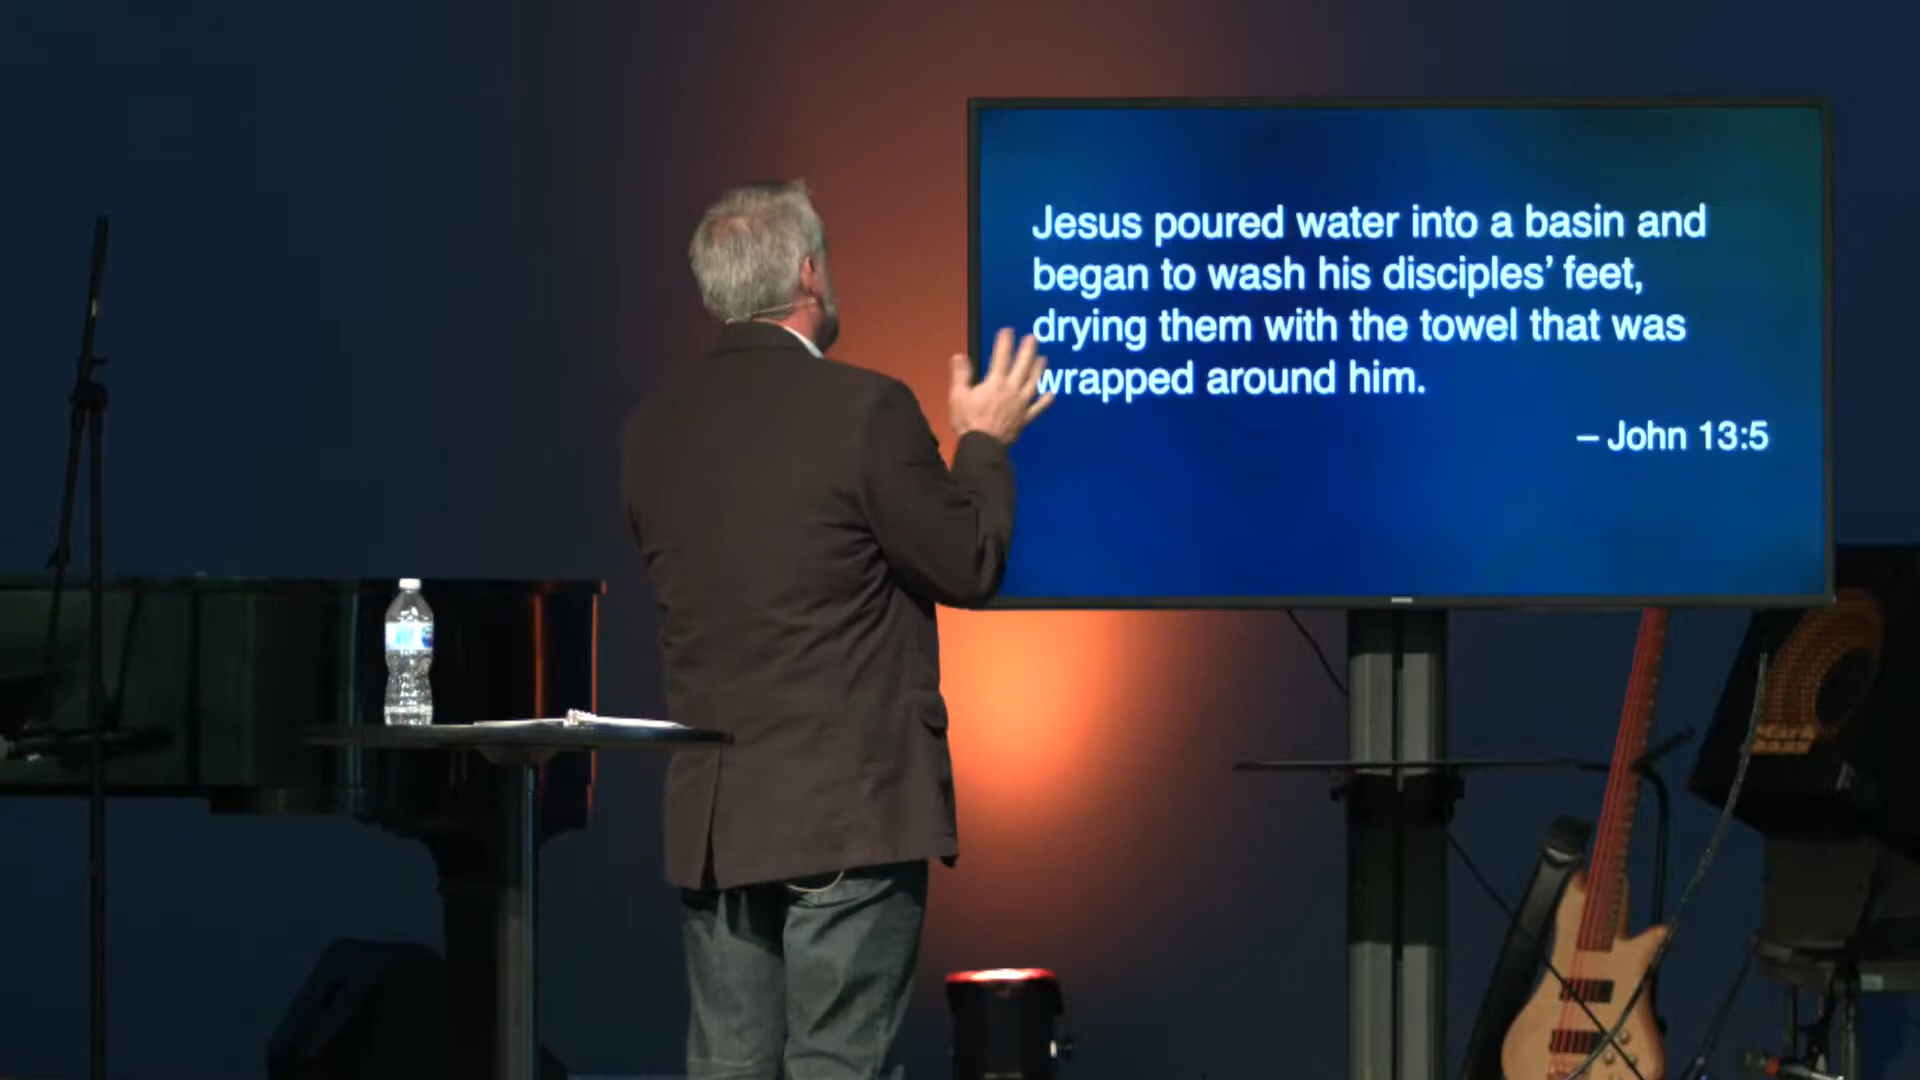 Jesus poured water into a basin and
began to wash his disciples’ feet,
drying them with the towel that was
wrapped around him.
– John 13:5